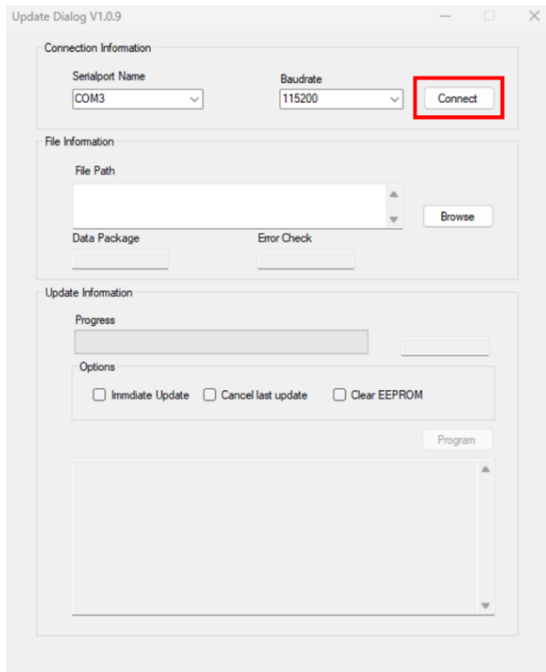 Update Dialog V1.0.9
Connection Information
Serialport Name
Baudrate
COM3
115200
Connect
File Information
File Path
Browse
Data Package
Error Check
Update Information
Progress
Options
Immdiate Update
Cancel last update
Clear EEPROM
Program